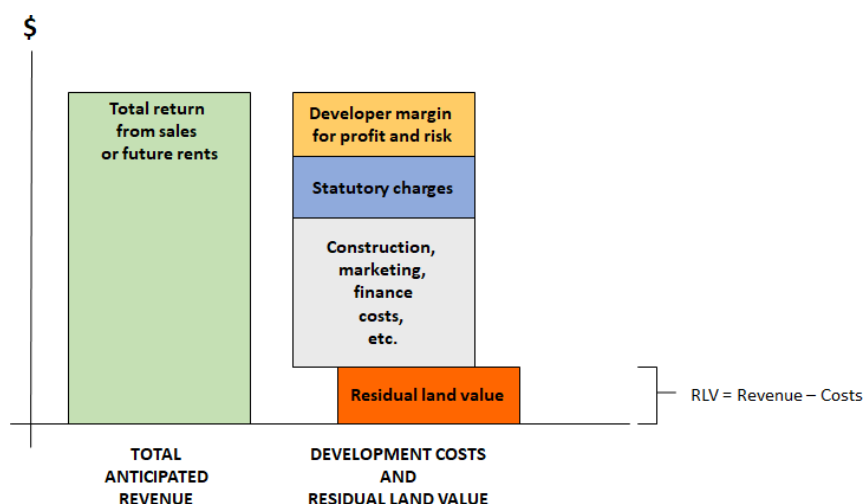 $
Total return
from sales
or future rents
Developer margin
for profit and risk
Statutory charges
Construction,
marketing,
finance
costs,
etc.
Residual land value
RLV = Revenue – Costs
TOTAL
ANTICIPATED
REVENUE
DEVELOPMENT COSTS
AND
RESIDUAL LAND VALUE